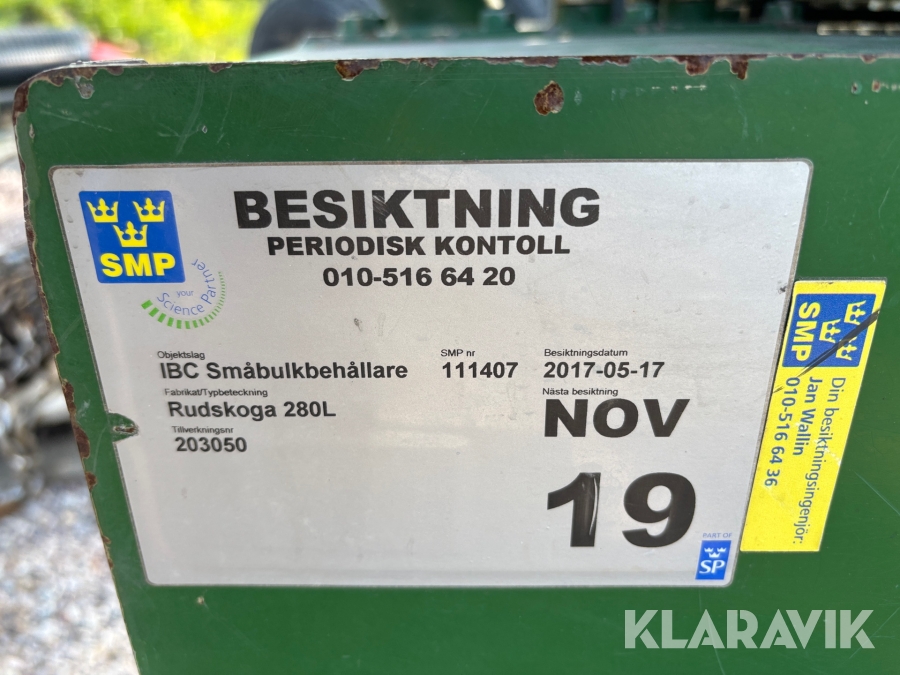 BESIKTNING
PERIODISK KONTOLL
010-516 64 20
SMP
your
Science Partner
Objektslag
IBC Småbulkbehållare
SMP nr
111407
Besiktningsdatum
2017-05-17
Fabrikat/Typbeteckning
Rudskoga 280L
Nästa besiktning
NOV
19
Tillverkningsnr
203050
PART OF
SP
SMP
Din besiktningsingenjör:
Jan Wallin
010-516 64 36
KLARAVIK